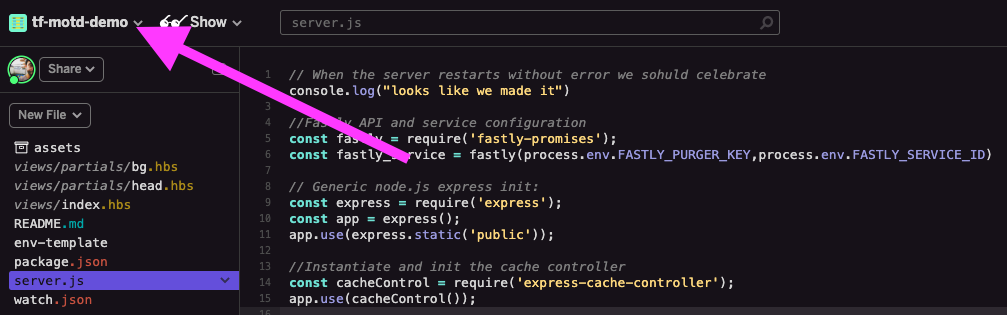 tf-motd-demo Show server.js
Share
New File
assets
views/partials/bg.hbs
views/partials/head.hbs
views/index.hbs
README.md
env-template
package.json
server.js
watch.json
1 // When the server restarts without error we sohuld celebrate
2 console.log("looks like we made it")
3
4 //Fastly API and service configuration
5 const fastly = require('fastly-promises');
6 const fastly_service = fastly(process.env.FASTLY_PURGER_KEY,process.env.FASTLY_SERVICE_ID)
7
8 // Generic node.js express init:
9 const express = require('express');
10 const app = express();
11 app.use(express.static('public'));
12
13 //Instantiate and init the cache controller
14 const cacheControl = require('express-cache-controller');
15 app.use(cacheControl());
16